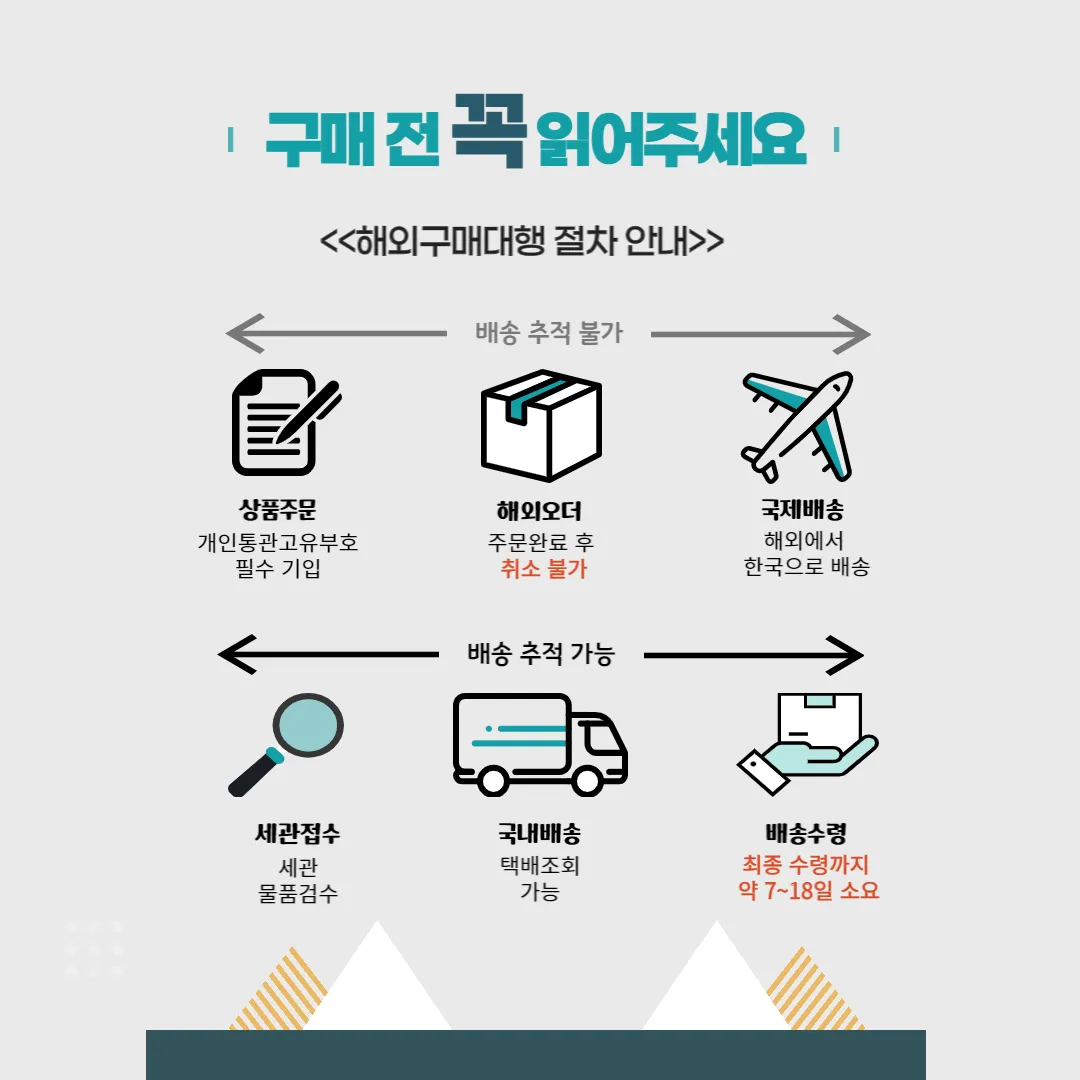 구매 전 꼭 읽어주세요
<<해외구매대행 절차 안내>>
배송 추적 불가
상품주문
개인통관고유부호
필수 기입
해외오더
주문완료 후
취소 불가
국제배송
해외에서
한국으로 배송
배송 추적 가능
세관접수
세관
물품검수
국내배송
택배조회
가능
배송수령
최종 수령까지
약 7~18일 소요